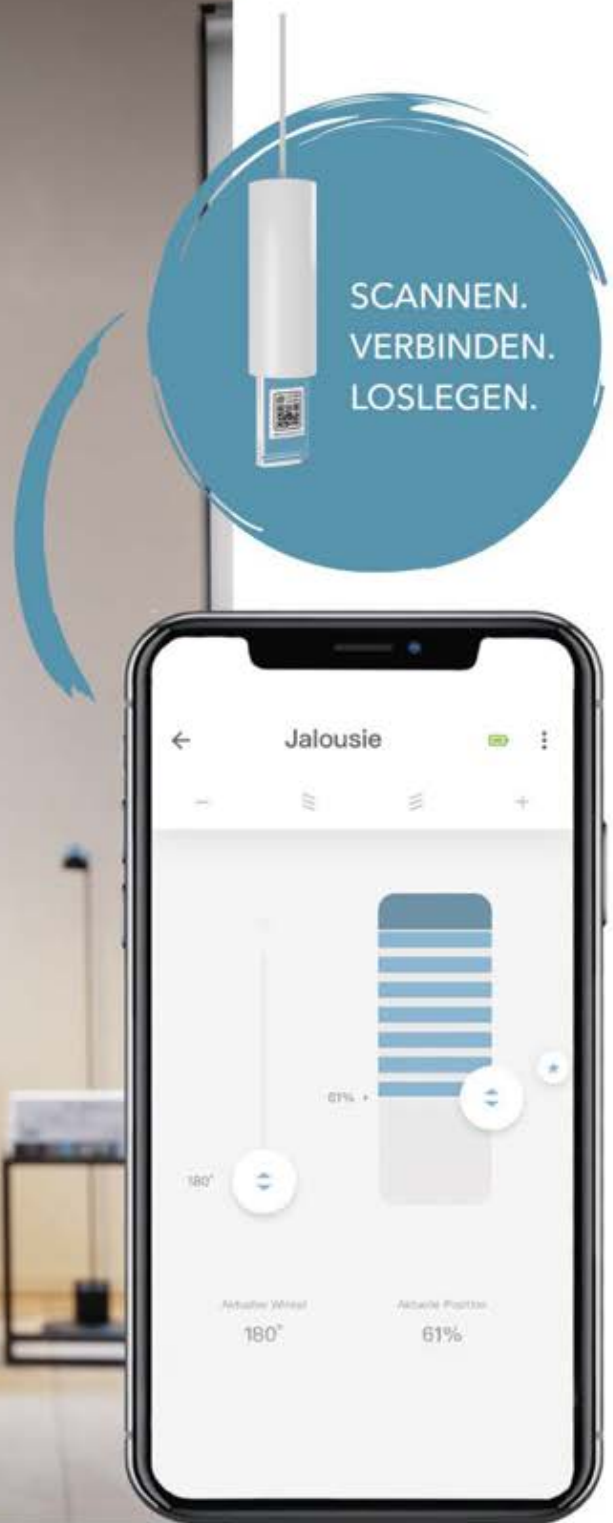 SCANNEN.
VERBINDEN.
LOSLEGEN.
Jalousie
61%
180°
Aktueller Winkel
Aktuelle Position
180°
61%